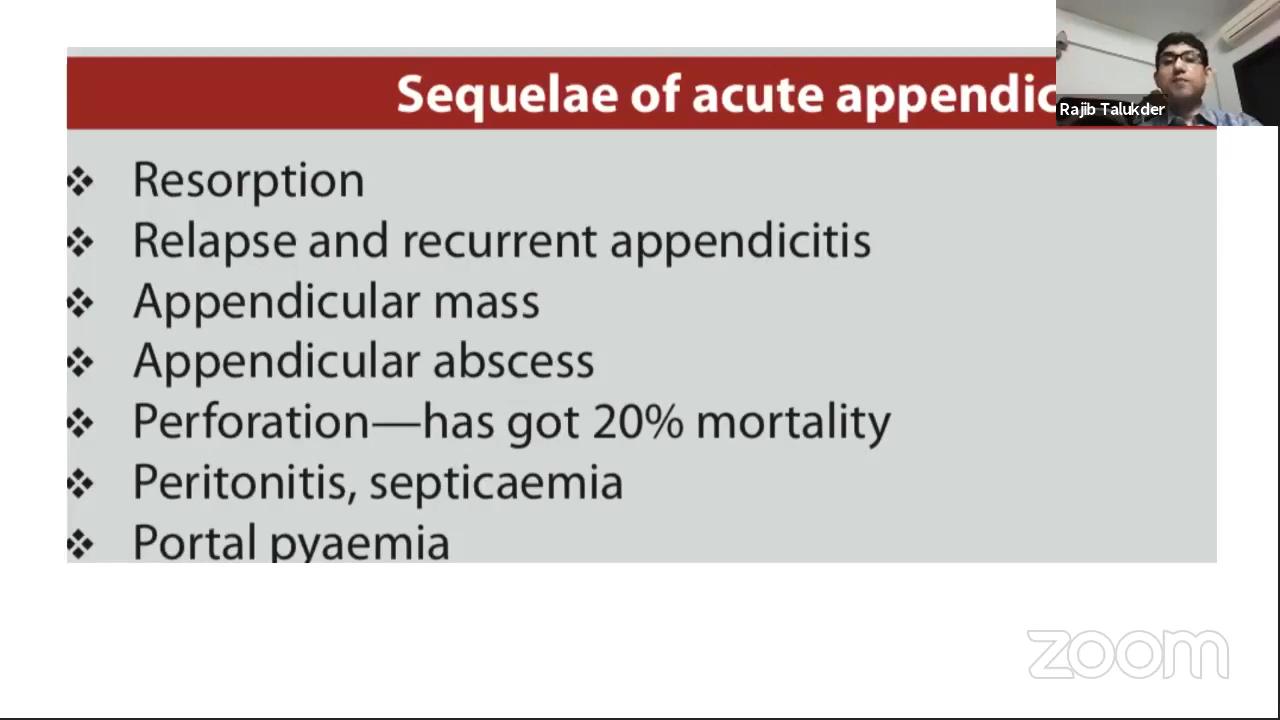 Sequelae of acute appendic
Rajib Talukder
❖ Resorption
❖ Relapse and recurrent appendicitis
❖ Appendicular mass
❖ Appendicular abscess
❖ Perforation—has got 20% mortality
❖ Peritonitis, septicaemia
❖ Portal pyaemia
zoom